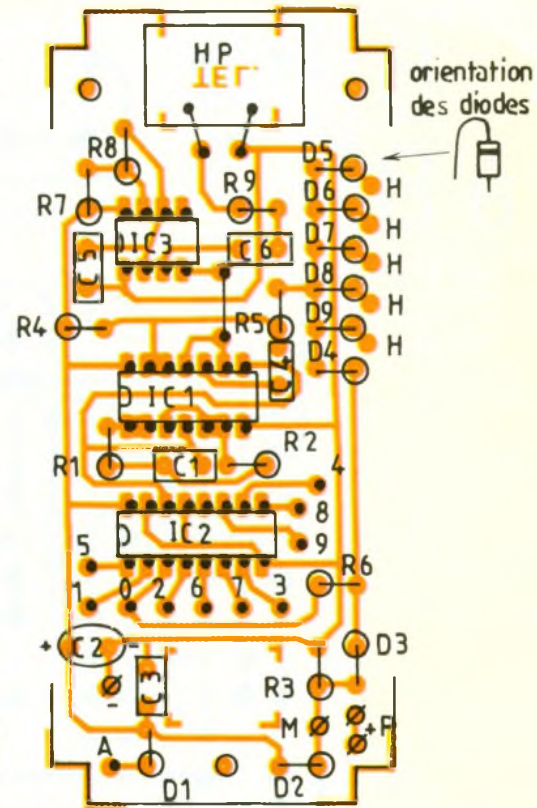 HP
TEL.
orientation
des diodes
R8
D5
H
R7
R9
D6
H
IC3
C6
D7
H
C5
D8
H
R4
R5
D9
H
C4
D4
IC1
R1
C1
R2
4
8
IC2
9
5
1
0
2
6
7
3
R6
+
C2
-
D3
C3
R3
-
M
+P
A
D1
D2